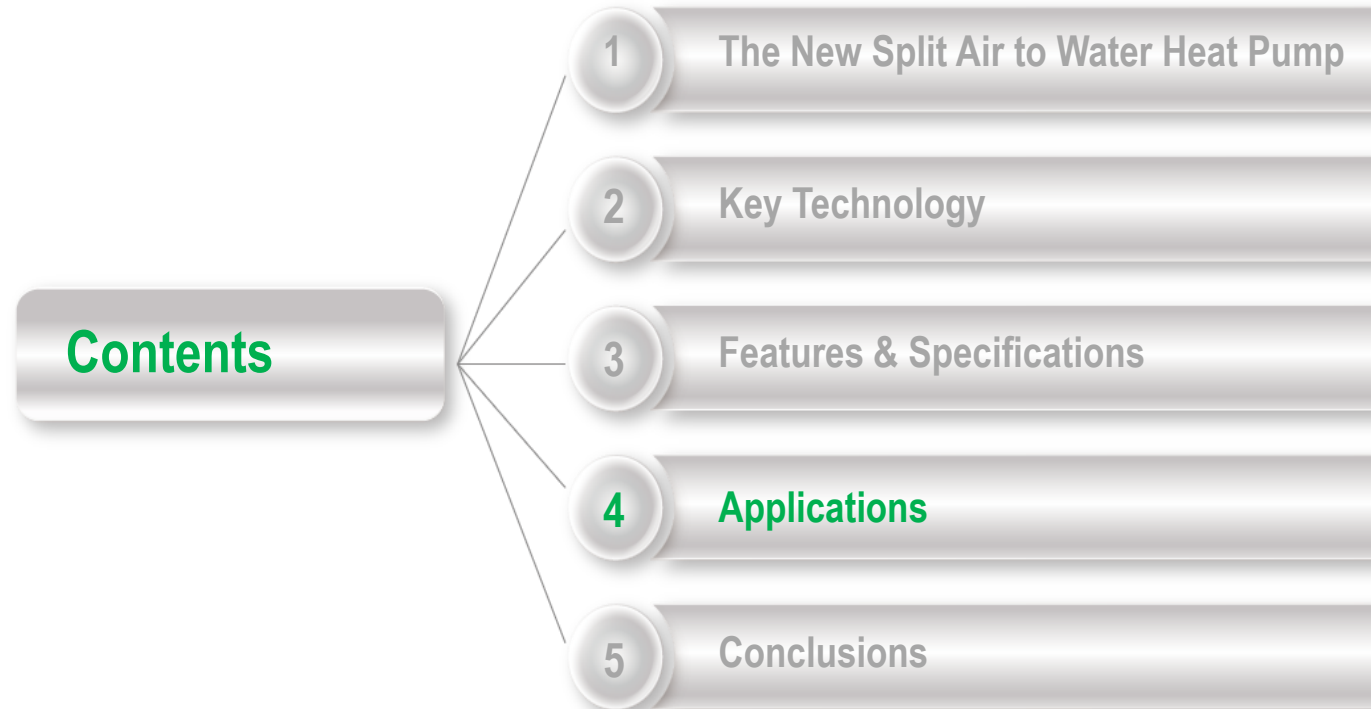 Contents
1 The New Split Air to Water Heat Pump
2 Key Technology
3 Features & Specifications
4 Applications
5 Conclusions